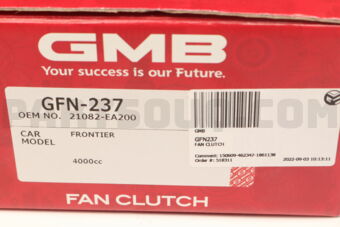 GMB
Your success is our Future.
GFN-237
OEM NO. 21082-EA200
CAR MODEL FRONTIER
4000cc
GMB
GFN237
FAN CLUTCH
Comment: 150609-462347-1861138
Order #: 518311
2022-09-03 10:13:11
FAN CLUTCH